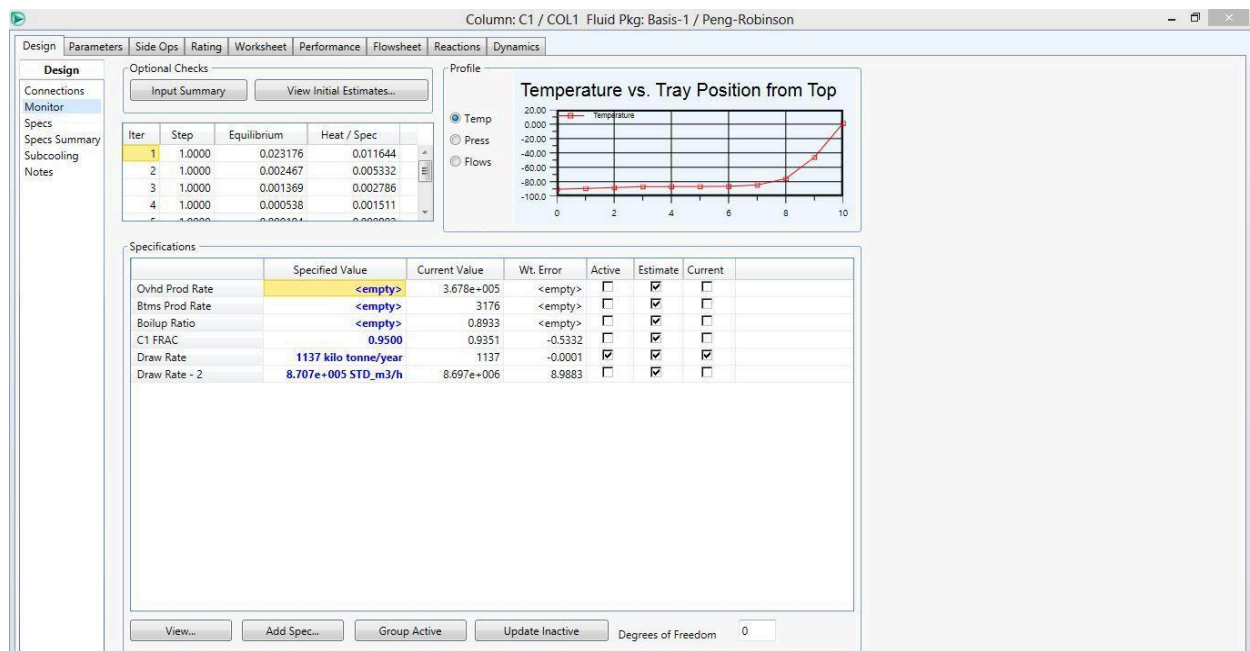 Column: C1 / COL1 Fluid Pkg: Basis-1 / Peng-Robinson
Design Parameters Side Ops Rating Worksheet Performance Flowsheet Reactions Dynamics
Design
Connections
Monitor
Specs
Specs Summary
Subcooling
Notes
Optional Checks
Input Summary View Initial Estimates...
Iter Step Equilibrium Heat / Spec
1 1.0000 0.023176 0.011644
2 1.0000 0.002467 0.005332
3 1.0000 0.001369 0.002786
4 1.0000 0.000538 0.001511
Profile
Temp
Press
Flows
Temperature vs. Tray Position from Top
Temperature
20.00
0.000
-20.00
-40.00
-60.00
-80.00
-100.0
0 2 4 6 8 10
Specifications
Specified Value Current Value Wt. Error Active Estimate Current
Ovhd Prod Rate <empty> 3.678e+005 <empty>
Btms Prod Rate <empty> 3176 <empty>
Boilup Ratio <empty> 0.8933 <empty>
C1 FRAC 0.9500 0.9351 -0.5332
Draw Rate 1137 kilo tonne/year 1137 -0.0001
Draw Rate - 2 8.707e+005 STD_m3/h 8.697e+006 8.9883
View... Add Spec... Group Active Update Inactive Degrees of Freedom 0